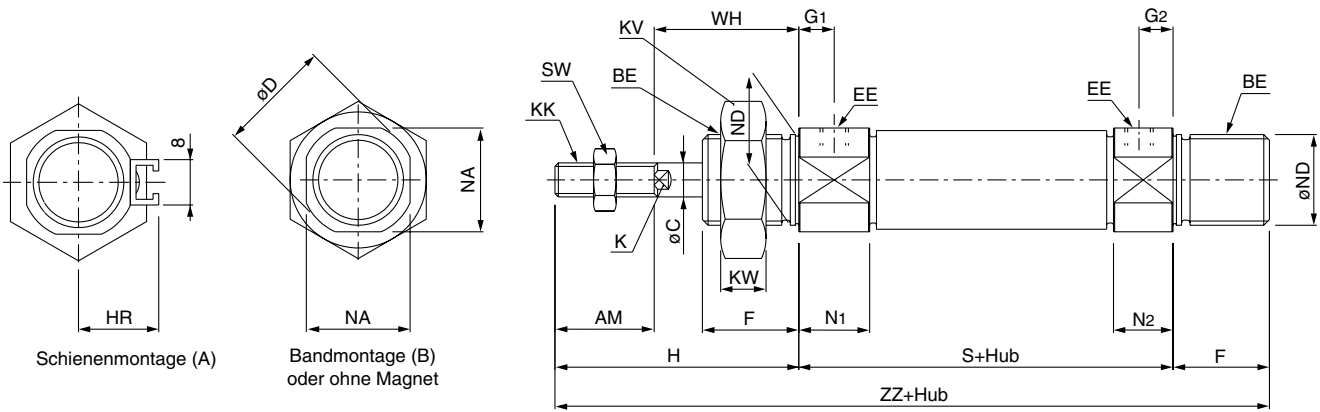 HR
8
Schienenmontage (A)
øD
NA
NA
Bandmontage (B)
oder ohne Magnet
WH
G1
G2
KV
SW
BE
ND
EE
EE
BE
KK
øND
K
øC
KW
AM
F
N1
N2
H
S+Hub
F
ZZ+Hub